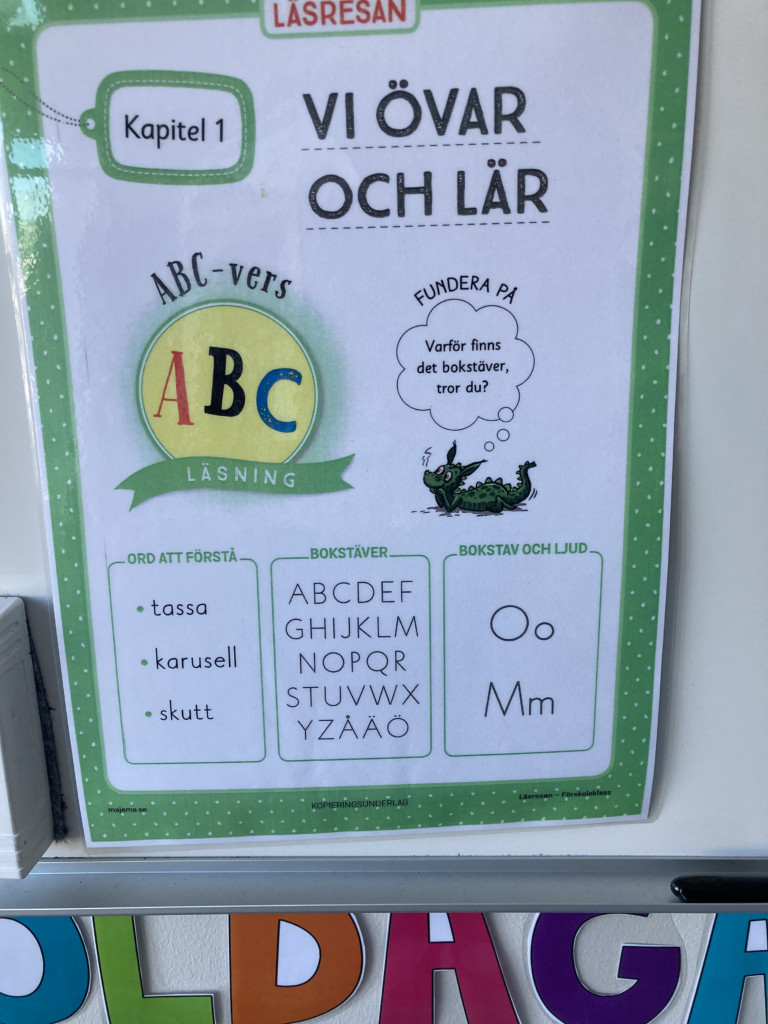 LÄSRESAN
Kapitel 1
VI ÖVAR
OCH LÄR
ABC-vers
ABC
LÄSNING
FUNDERA PÅ
Varför finns
det bokstäver,
tror du?
ORD ATT FÖRSTÅ
• tassa
• karusell
• skutt
BOKSTÄVER
ABCDEF
GHIJKLM
NOPQR
STUVWX
YZÅÄÖ
BOKSTAV OCH LJUD
Oo
Mm
majema.se
KOPIERINGSUNDERLAG
Läsresan – Förskoleklass
OLDAGA